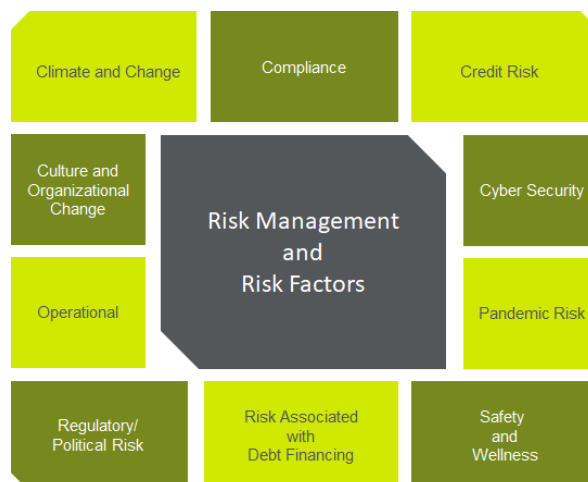 Climate and Change
Compliance
Credit Risk
Culture and
Organizational
Change
Risk Management
and
Risk Factors
Cyber Security
Operational
Pandemic Risk
Regulatory/
Political Risk
Risk Associated
with
Debt Financing
Safety
and
Wellness